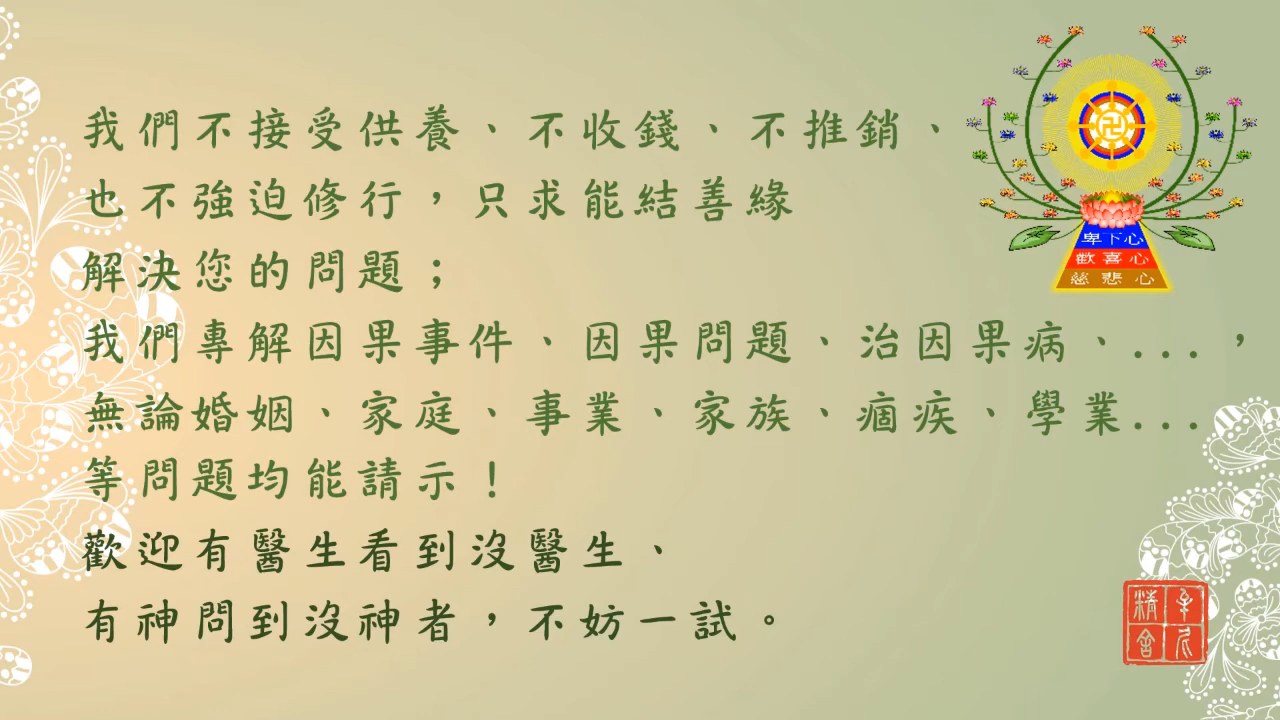 我們不接受供養、不收錢、不推銷、
也不強迫修行，只求能結善緣
解決您的問題；
我們專解因果事件、因果問題、治因果病、...，
無論婚姻、家庭、事業、家族、痼疾、學業...
等問題均能請示！
歡迎有醫生看到沒醫生、
有神問到沒神者，不妨一試。
卍
卑下心
歡喜心
慈悲心
精舍